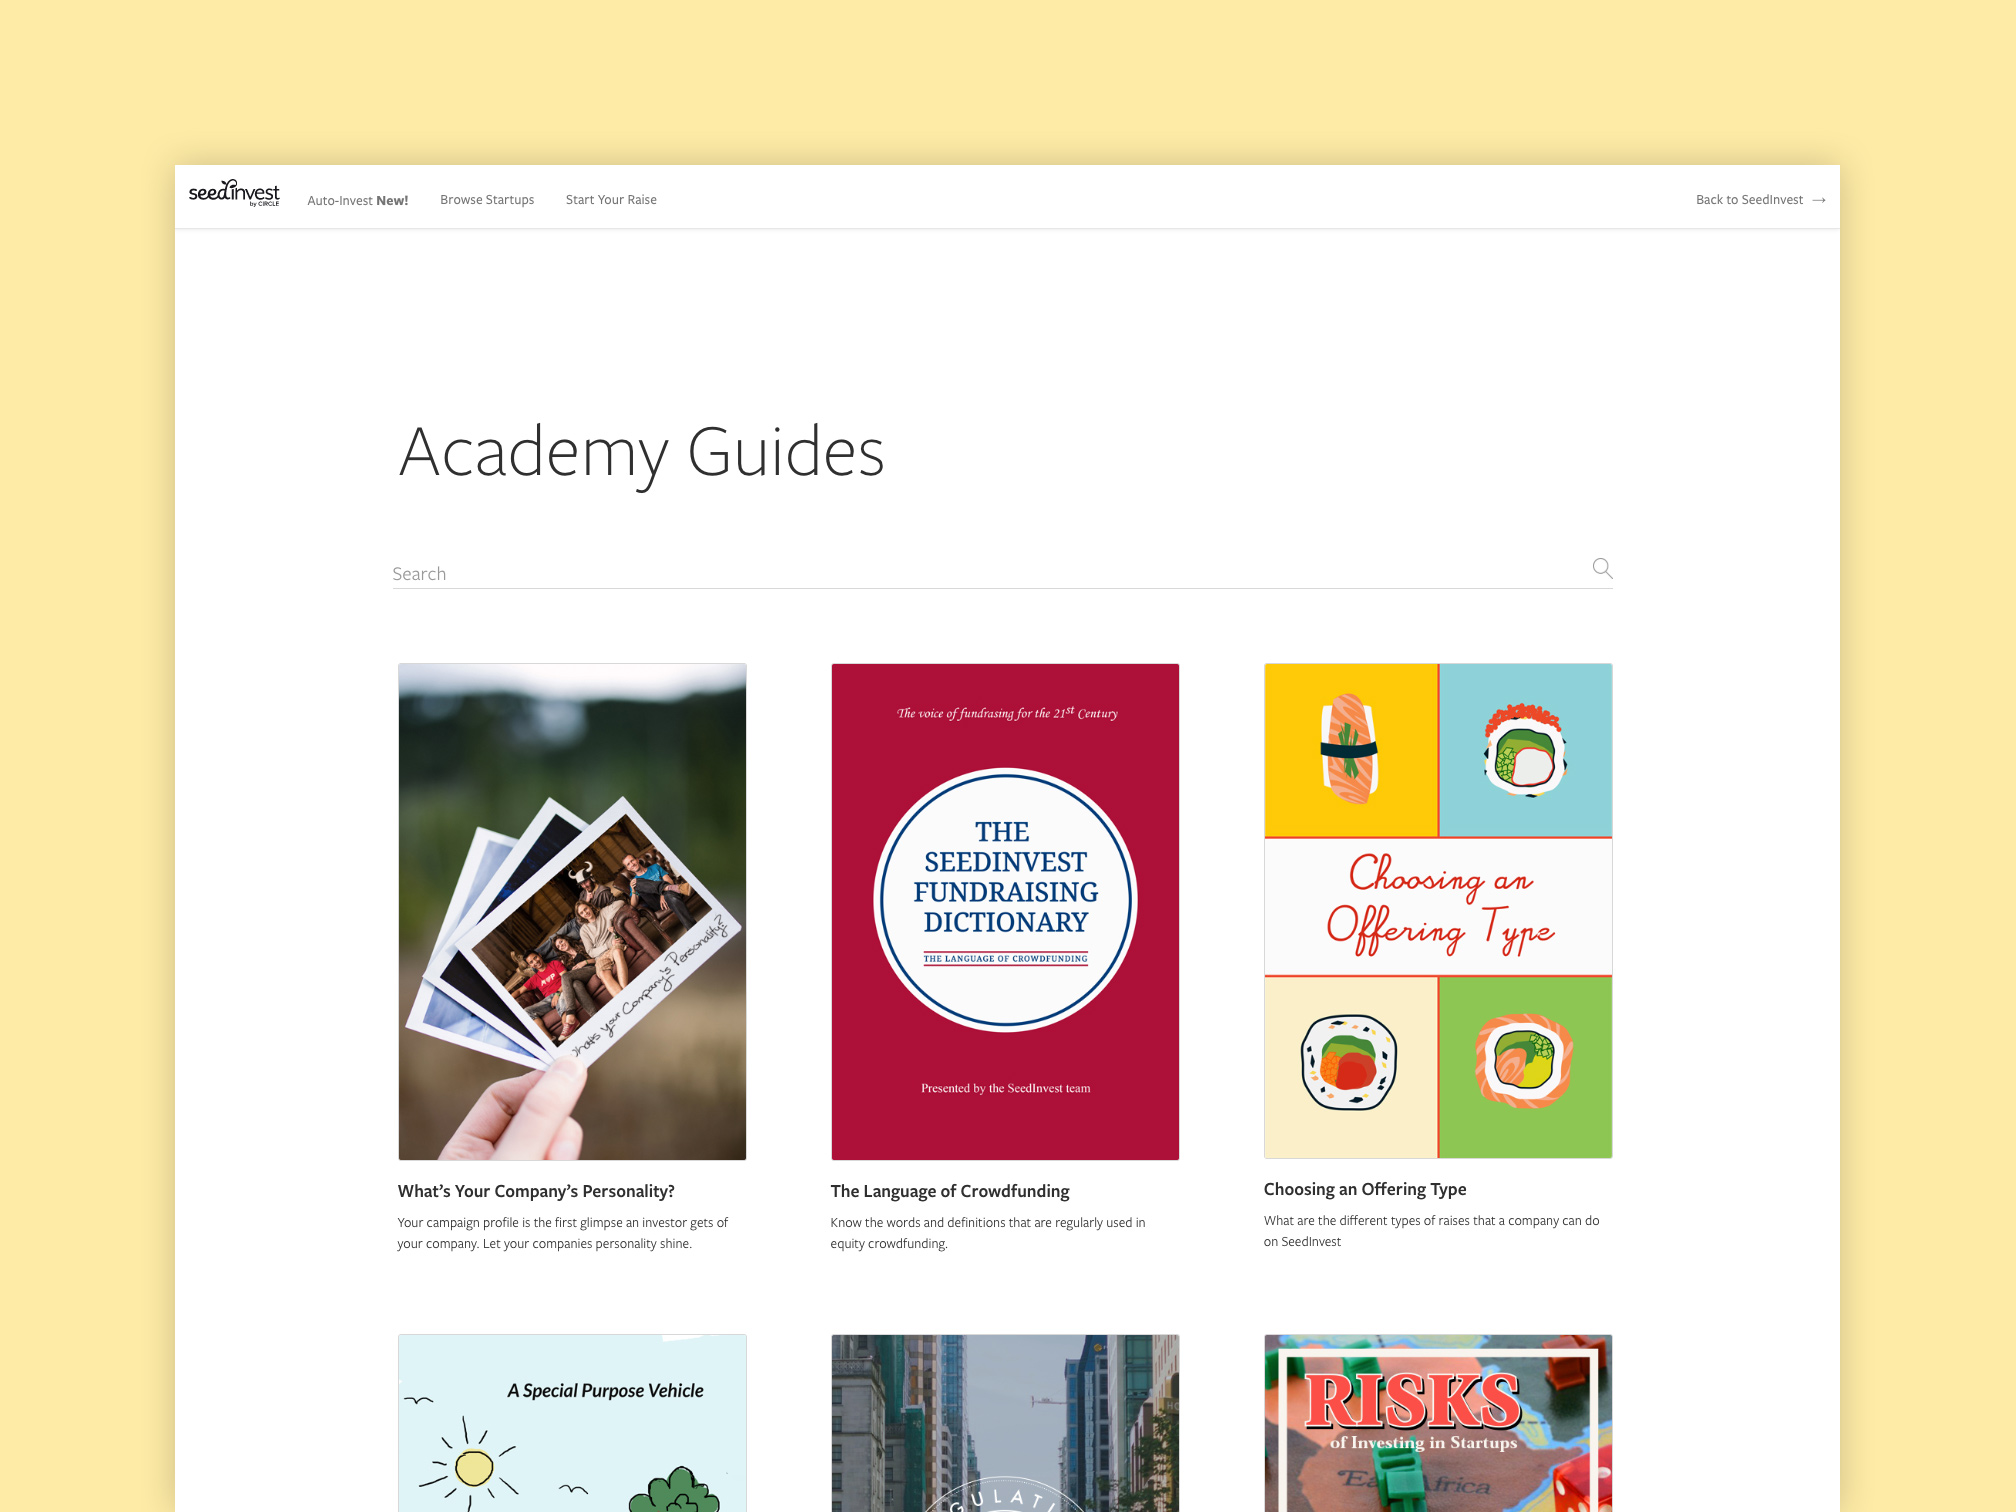 seedinvest
by CIRCLE
Auto-Invest New!
Browse Startups
Start Your Raise
Back to SeedInvest →
Academy Guides
Search
What's your Company's Personality?
MVP
What’s Your Company’s Personality?
Your campaign profile is the first glimpse an investor gets of
your company. Let your companies personality shine.
The voice of fundrasing for the 21st Century
THE
SEEDINVEST
FUNDRAISING
DICTIONARY
THE LANGUAGE OF CROWDFUNDING
Presented by the SeedInvest team
The Language of Crowdfunding
Know the words and definitions that are regularly used in
equity crowdfunding.
Choosing an
Offering Type
Choosing an Offering Type
What are the different types of raises that a company can do
on SeedInvest
A Special Purpose Vehicle
GULATI
RISKS
of Investing in Startups
Africa